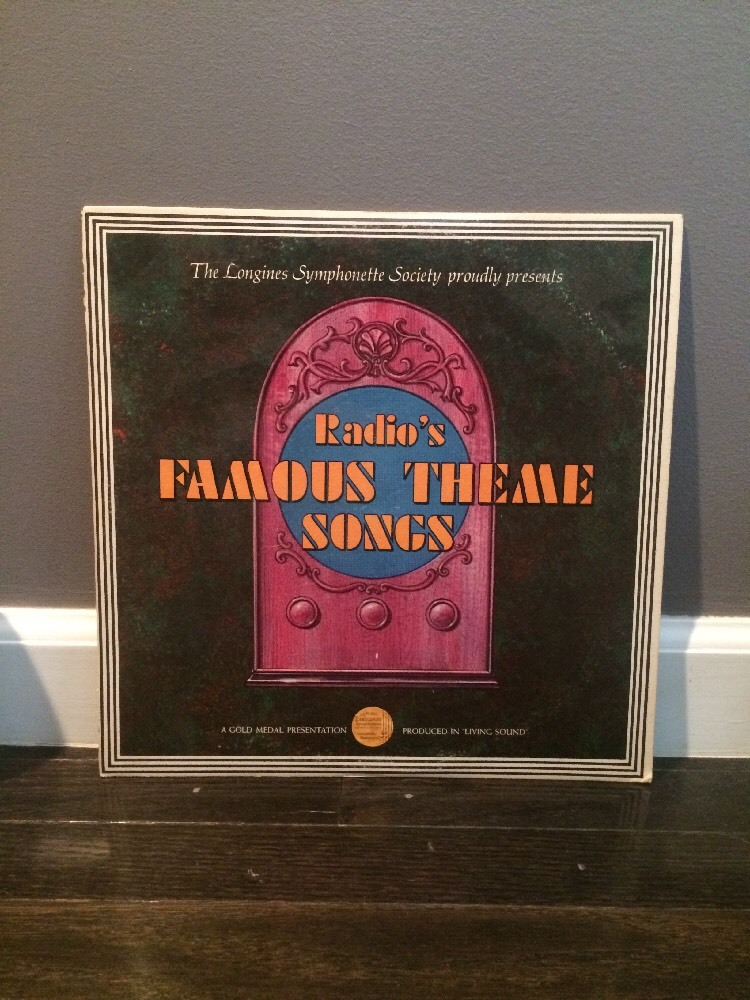 The Longines Symphonette Society proudly presents
Radio's
FAMOUS THEME
SONGS
A GOLD MEDAL PRESENTATION PRODUCED IN "LIVING SOUND"